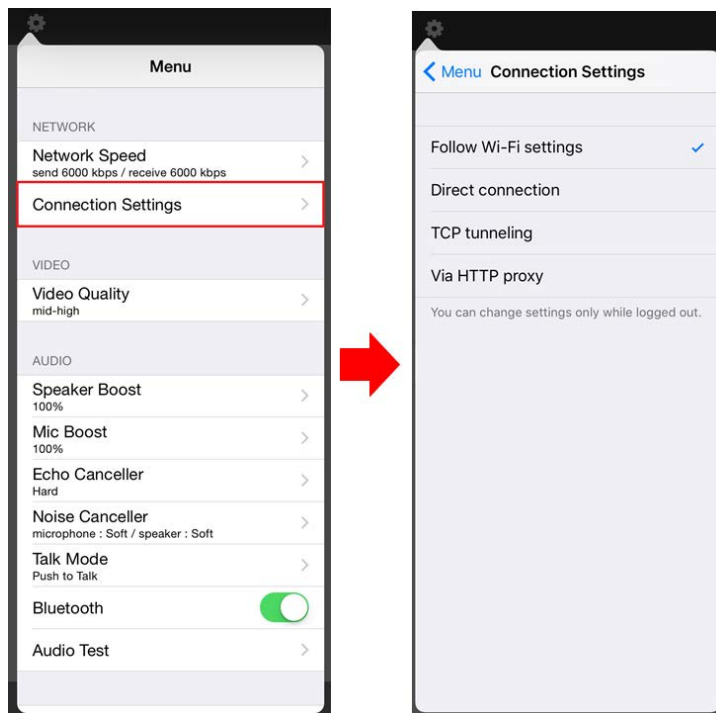 Menu
NETWORK
Network Speed
send 6000 kbps / receive 6000 kbps
Connection Settings
VIDEO
Video Quality
mid-high
AUDIO
Speaker Boost
100%
Mic Boost
100%
Echo Canceller
Hard
Noise Canceller
microphone : Soft / speaker : Soft
Talk Mode
Push to Talk
Bluetooth
Audio Test
Menu Connection Settings
Follow Wi-Fi settings
Direct connection
TCP tunneling
Via HTTP proxy
You can change settings only while logged out.